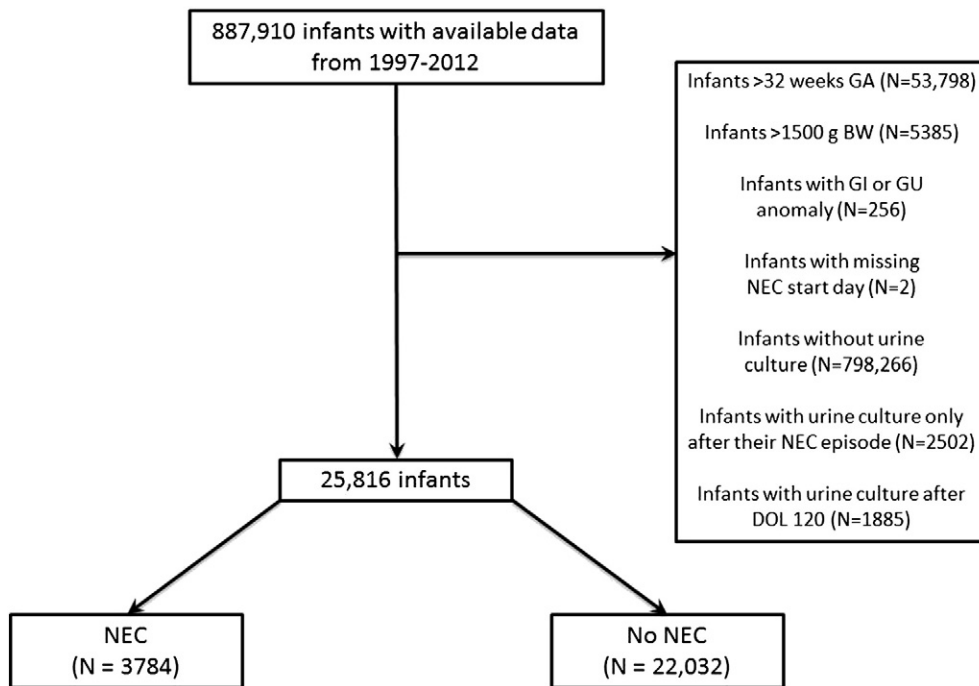 887,910 infants with available data
from 1997-2012
Infants >32 weeks GA (N=53,798)
Infants >1500 g BW (N=5385)
Infants with GI or GU
anomaly (N=256)
Infants with missing
NEC start day (N=2)
Infants without urine
culture (N=798,266)
Infants with urine culture only
after their NEC episode (N=2502)
Infants with urine culture after
DOL 120 (N=1885)
25,816 infants
NEC
(N = 3784)
No NEC
(N = 22,032)